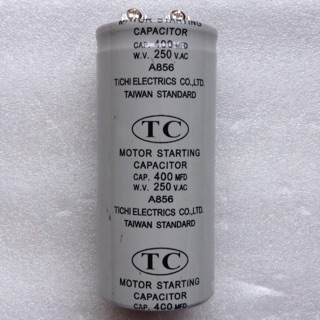 MOTOR STARTING
CAPACITOR
CAP. 400 MFD
W.V. 250 V.AC
A856
TICHI ELECTRICS CO.,LTD.
TAIWAN STANDARD
TC
MOTOR STARTING
CAPACITOR
CAP. 400 MFD
W.V. 250 V.AC
A856
TICHI ELECTRICS CO.,LTD.
TAIWAN STANDARD
TC
MOTOR STARTING
CAPACITOR
CAP. 400 MFD